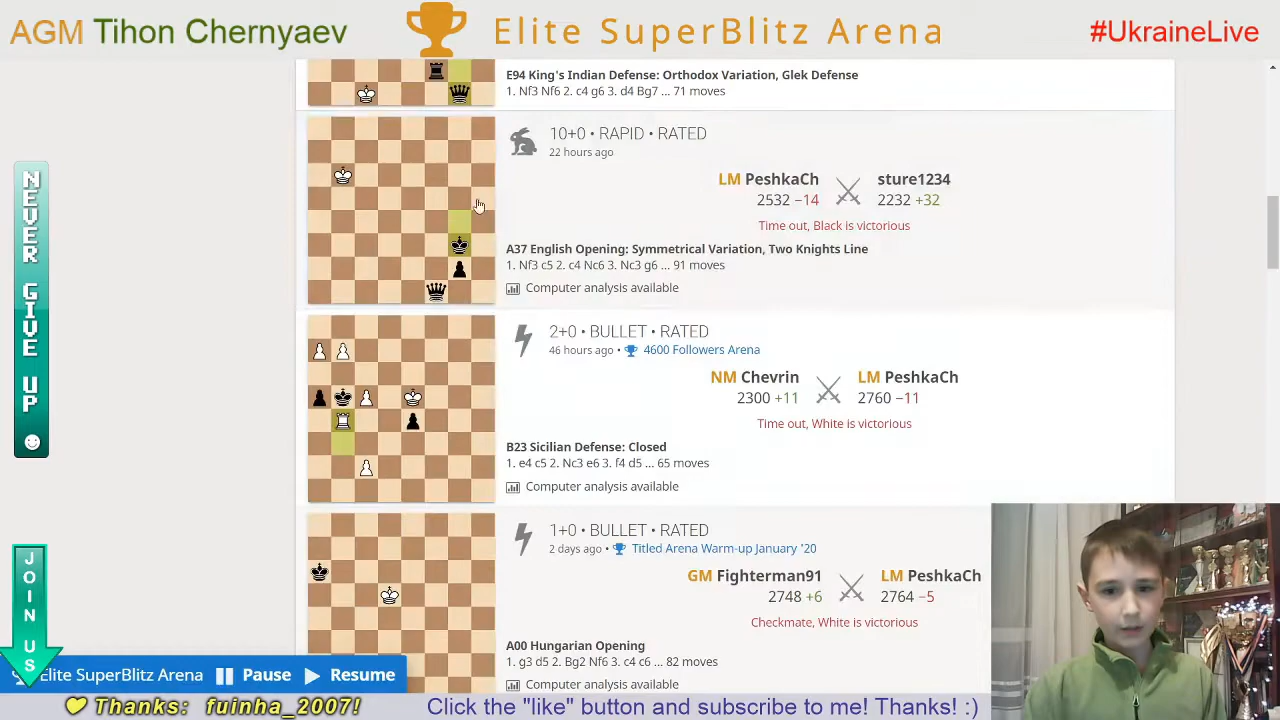 AGM Tihon Chernyaev
Elite SuperBlitz Arena
#UkraineLive
E94 King's Indian Defense: Orthodox Variation, Glek Defense
1. Nf3 Nf6 2. c4 g6 3. d4 Bg7 ... 71 moves
10+0 • RAPID • RATED
22 hours ago
LM PeshkaCh sture1234
2532 −14 2232 +32
Time out, Black is victorious
A37 English Opening: Symmetrical Variation, Two Knights Line
1. Nf3 c5 2. c4 Nc6 3. Nc3 g6 ... 91 moves
Computer analysis available
2+0 • BULLET • RATED
46 hours ago • 4600 Followers Arena
NM Chevrin LM PeshkaCh
2300 +11 2760 −11
Time out, White is victorious
B23 Sicilian Defense: Closed
1. e4 c5 2. Nc3 e6 3. f4 d5 ... 65 moves
Computer analysis available
1+0 • BULLET • RATED
2 days ago • Titled Arena Warm-up January '20
GM Fighterman91 LM PeshkaCh
2748 +6 2764 −5
Checkmate, White is victorious
A00 Hungarian Opening
1. g3 d5 2. Bg2 Nf6 3. c4 c6 ... 82 moves
Computer analysis available
NEVER GIVE UP
JOIN US
Elite SuperBlitz Arena Pause Resume
Thanks: fuinha_2007!
Click the "like" button and subscribe to me! Thanks! :)